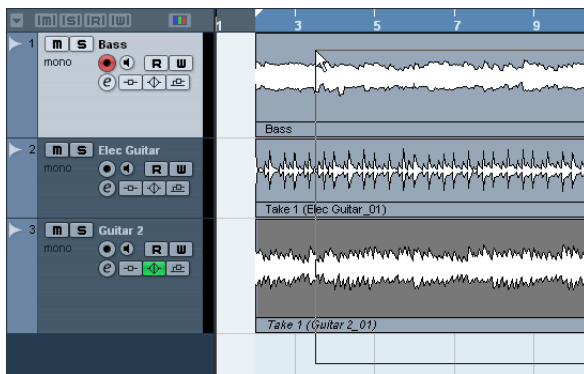 m S R W
1 3 5 7 9
1 m S Bass
mono R W
e
Bass
2 m S Elec Guitar
mono R W
e
Take 1 (Elec Guitar_01)
3 m S Guitar 2
mono R W
e
Take 1 (Guitar 2_01)